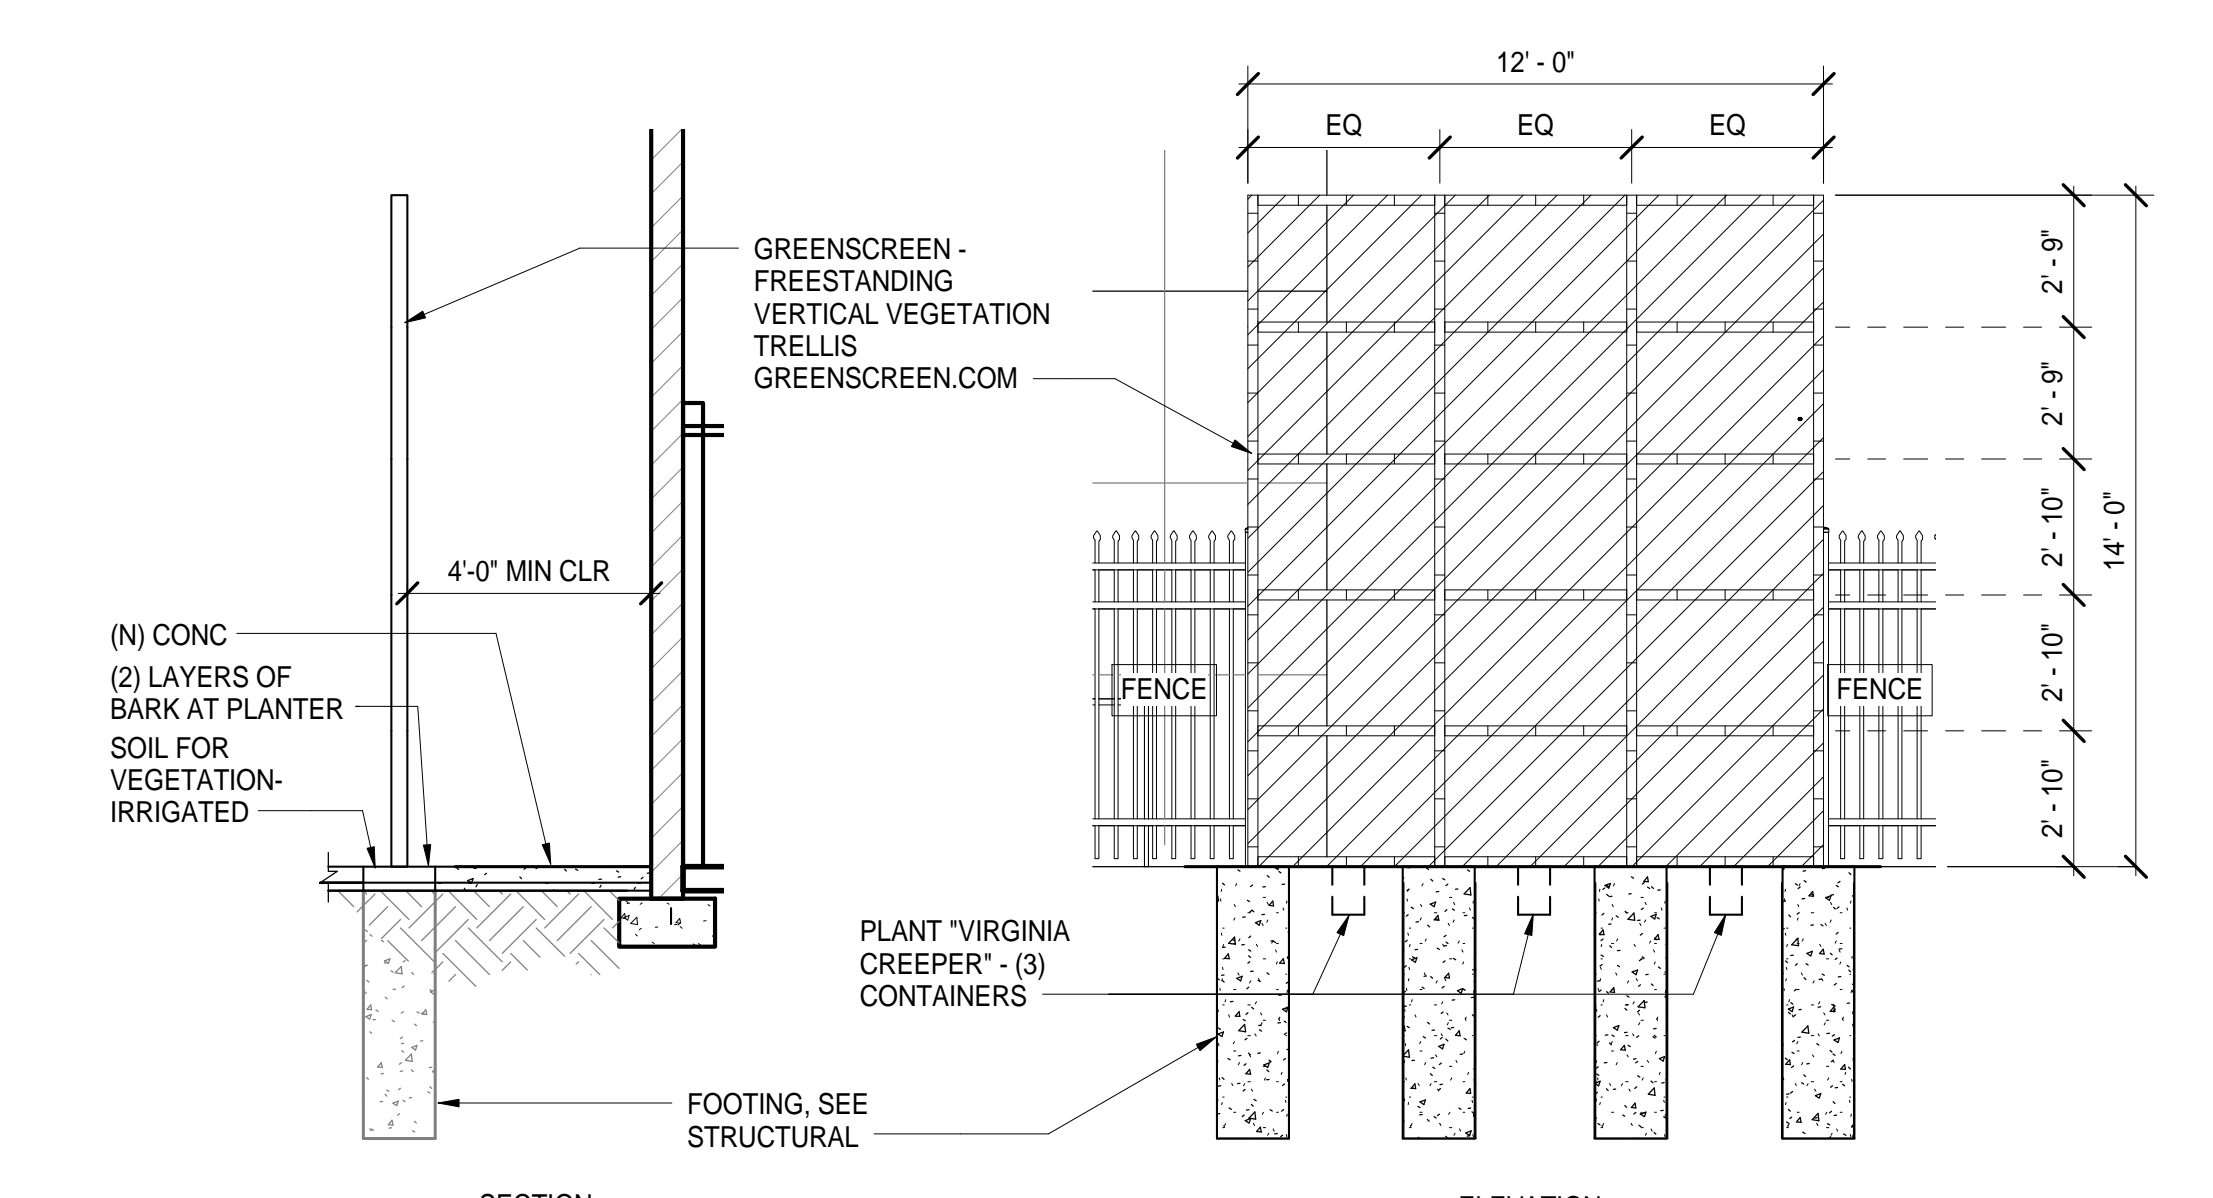 12' - 0"
EQ
EQ
EQ
GREENSCREEN -
FREESTANDING
VERTICAL VEGETATION
TRELLIS
GREENSCREEN.COM
2' - 9"
2' - 9"
2' - 10"
2' - 10"
2' - 10"
14' - 0"
4'-0" MIN CLR
(N) CONC
(2) LAYERS OF
BARK AT PLANTER
SOIL FOR
VEGETATION-
IRRIGATED
FENCE
FENCE
PLANT "VIRGINIA
CREEPER" - (3)
CONTAINERS
FOOTING, SEE
STRUCTURAL
SECTION
ELEVATION